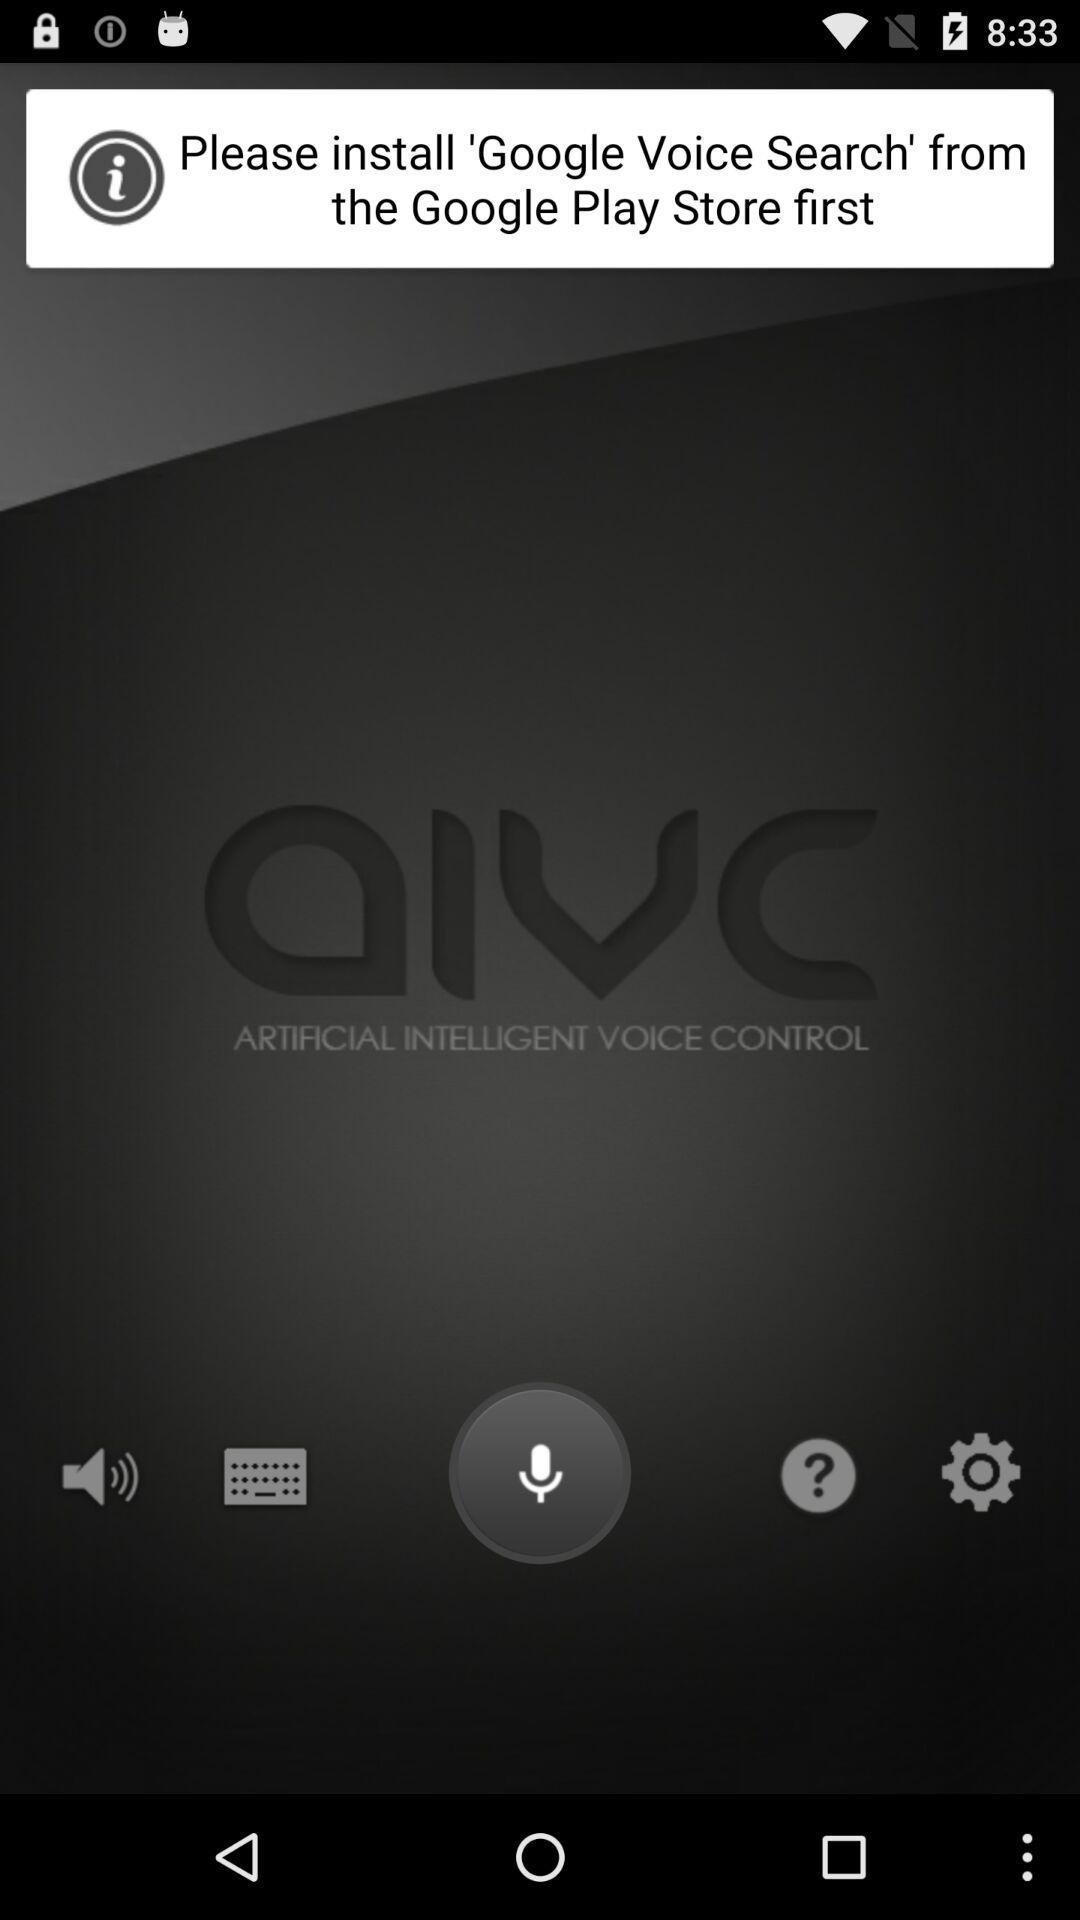 8:33
Please install 'Google Voice Search' from
the Google Play Store first
aivc
ARTIFICIAL INTELLIGENT VOICE CONTROL